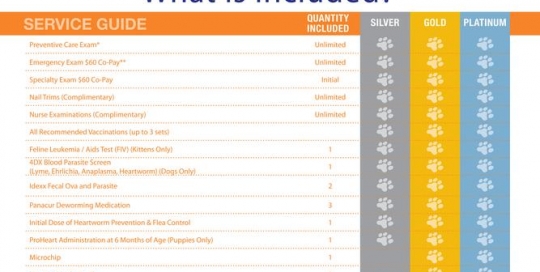 What is included?
SERVICE GUIDE QUANTITY INCLUDED SILVER GOLD PLATINUM
Preventive Care Exam* Unlimited
Emergency Exam $60 Co-Pay** Unlimited
Specialty Exam $60 Co-Pay Initial
Nail Trims (Complimentary) Unlimited
Nurse Examinations (Complimentary) Unlimited
All Recommended Vaccinations (up to 3 sets)
Feline Leukemia / Aids Test (FIV) (Kittens Only) 1
4DX Blood Parasite Screen
(Lyme, Ehrlichia, Anaplasma, Heartworm) (Dogs Only) 1
Idexx Fecal Ova and Parasite 2
Panacur Deworming Medication 3
Initial Dose of Heartworm Prevention & Flea Control 1
ProHeart Administration at 6 Months of Age (Puppies Only) 1
Microchip 1